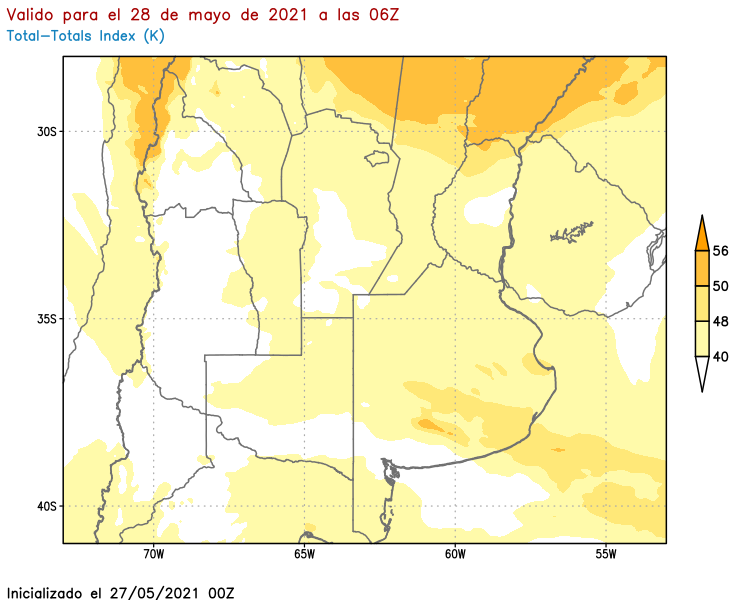 Valido para el 28 de mayo de 2021 a las 06Z
Total-Totals Index (K)
30S
35S
40S
70W
65W
60W
55W
56
50
48
40
Inicializado el 27/05/2021 00Z